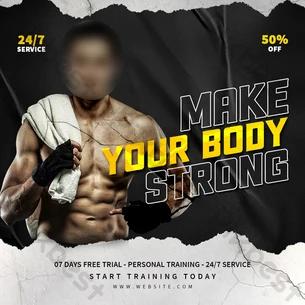 24/7
SERVICE
50%
OFF
MAKE
YOUR BODY
STRONG
07 DAYS FREE TRIAL - PERSONAL TRAINING - 24/7 SERVICE
START TRAINING TODAY
WWW.WEBSITE.COM